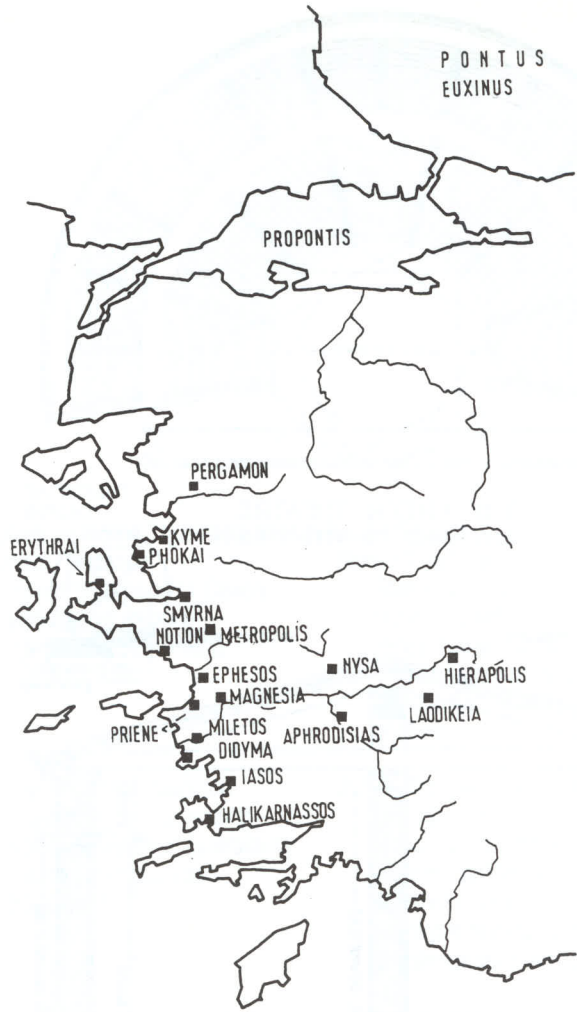 PONTUS
EUXINUS
PROPONTIS
PERGAMON
KYME
PHOKAI
ERYTHRAI
SMYRNA
METROPOLIS
NOTION
NYSA
HIERAPOLIS
EPHESOS
MAGNESIA
LAODIKEIA
PRIENE
MILETOS
APHRODISIAS
DIDYMA
IASOS
HALIKARNASSOS